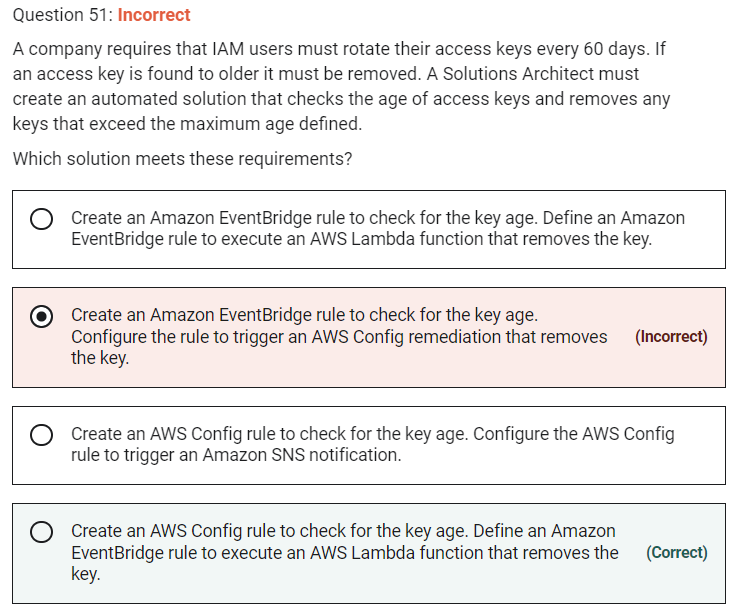 Question 51: Incorrect
A company requires that IAM users must rotate their access keys every 60 days. If
an access key is found to older it must be removed. A Solutions Architect must
create an automated solution that checks the age of access keys and removes any
keys that exceed the maximum age defined.
Which solution meets these requirements?
Create an Amazon EventBridge rule to check for the key age. Define an Amazon
EventBridge rule to execute an AWS Lambda function that removes the key.
Create an Amazon EventBridge rule to check for the key age.
Configure the rule to trigger an AWS Config remediation that removes
the key.
(Incorrect)
Create an AWS Config rule to check for the key age. Configure the AWS Config
rule to trigger an Amazon SNS notification.
Create an AWS Config rule to check for the key age. Define an Amazon
EventBridge rule to execute an AWS Lambda function that removes the
key.
(Correct)